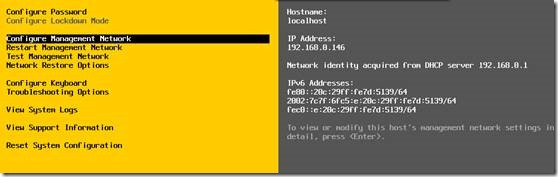 Configure Password
Configure Lockdown Mode
Configure Management Network
Restart Management Network
Test Management Network
Network Restore Options
Configure Keyboard
Troubleshooting Options
View System Logs
View Support Information
Reset System Configuration
Hostname:
localhost
IP Address:
192.168.0.146
Network identity acquired from DHCP server 192.168.0.1
IPv6 Addresses:
fe80::20c:29ff:fe7d:5139/64
2002:7c7f:6fc5:e:20c:29ff:fe7d:5139/64
fec0::e:20c:29ff:fe7d:5139/64
To view or modify this host's management network settings in
detail, press <Enter>.